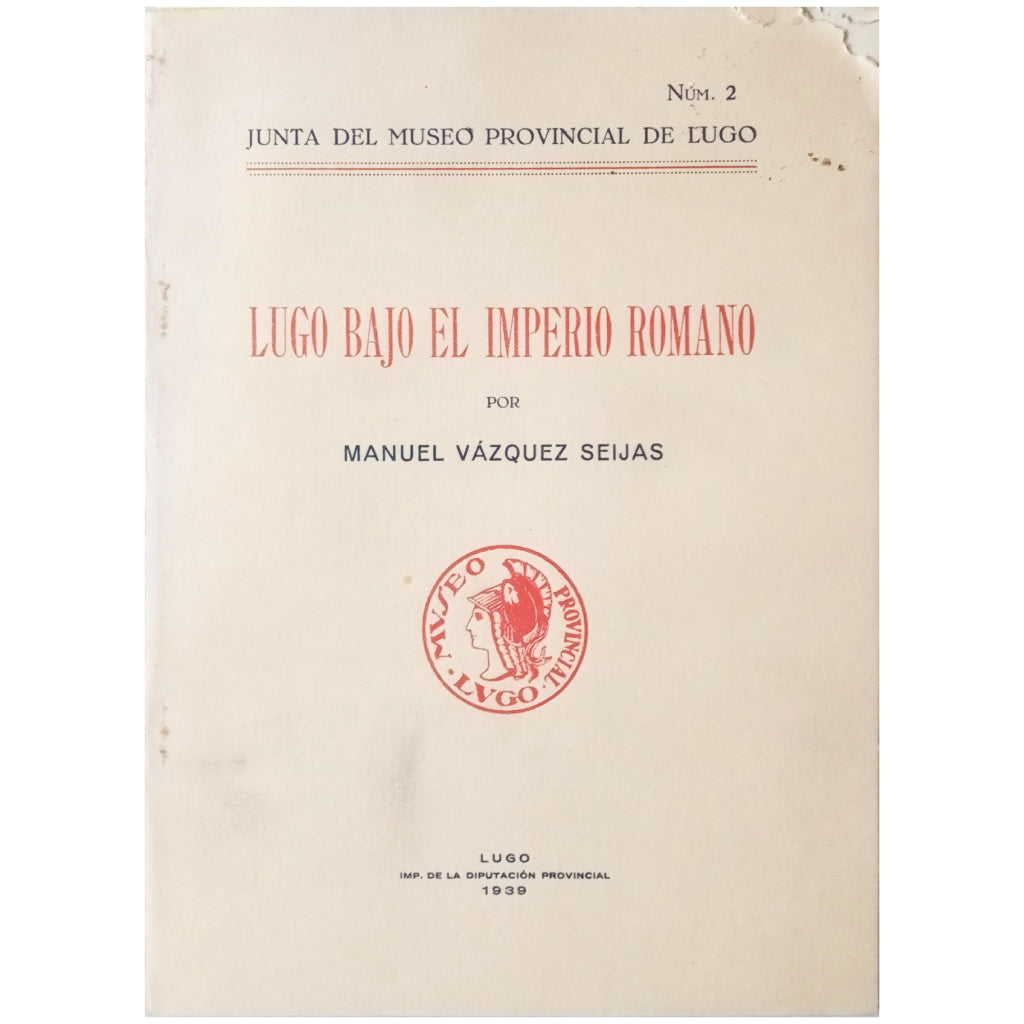 Núm. 2
JUNTA DEL MUSEO PROVINCIAL DE LUGO
LUGO BAJO EL IMPERIO ROMANO
POR
MANUEL VÁZQUEZ SEIJAS
MVSEO PROVINCIAL
· LVGO ·
LUGO
IMP. DE LA DIPUTACIÓN PROVINCIAL
1939